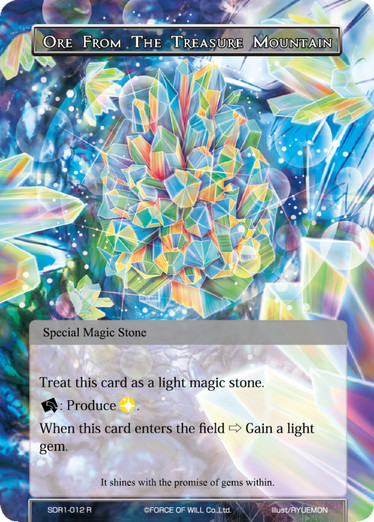 Ore From The Treasure Mountain
Special Magic Stone
Treat this card as a light magic stone.
: Produce .
When this card enters the field ⇨ Gain a light
gem.
It shines with the promise of gems within.
SDR1-012 R ©FORCE OF WILL Co.,Ltd. Illust/RYUEMON